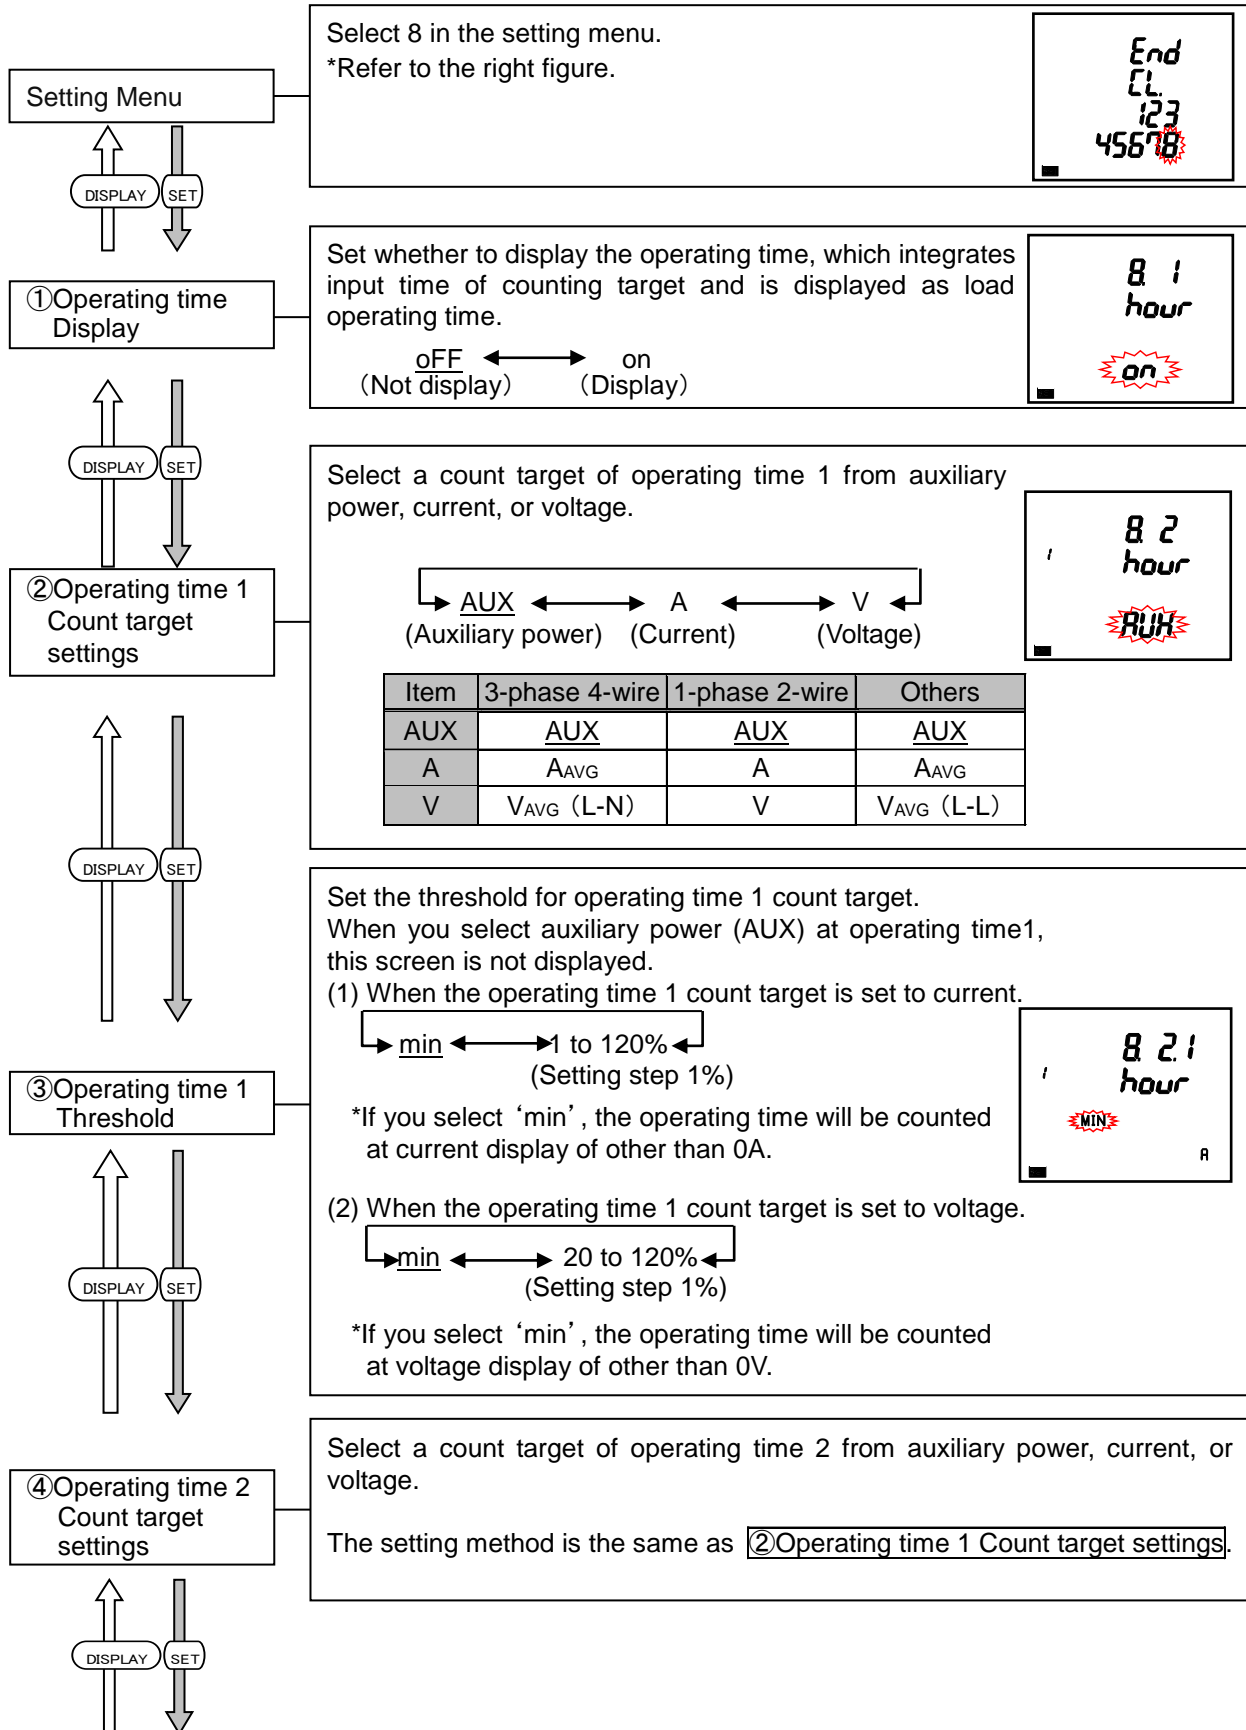 Select 8 in the setting menu.
*Refer to the right figure.
End
CL.
123
45678
Setting Menu
DISPLAY SET
Set whether to display the operating time, which integrates
input time of counting target and is displayed as load
operating time.
oFF on
(Not display) (Display)
8. 1
hour
on
①Operating time
Display
DISPLAY SET
Select a count target of operating time 1 from auxiliary
power, current, or voltage.
AUX A V
(Auxiliary power) (Current) (Voltage)
8. 2
1 hour
AUX
②Operating time 1
Count target
settings
Item 3-phase 4-wire 1-phase 2-wire Others
AUX AUX AUX AUX
A AAVG A AAVG
V VAVG (L-N) V VAVG (L-L)
DISPLAY SET
Set the threshold for operating time 1 count target.
When you select auxiliary power (AUX) at operating time1,
this screen is not displayed.
(1) When the operating time 1 count target is set to current.
min 1 to 120%
(Setting step 1%)
*If you select ‘min’, the operating time will be counted
at current display of other than 0A.
8. 2.1
1 hour
MIN
A
③Operating time 1
Threshold
(2) When the operating time 1 count target is set to voltage.
min 20 to 120%
(Setting step 1%)
*If you select ‘min’, the operating time will be counted
at voltage display of other than 0V.
DISPLAY SET
Select a count target of operating time 2 from auxiliary power, current, or
voltage.
The setting method is the same as ②Operating time 1 Count target settings.
④Operating time 2
Count target
settings
DISPLAY SET